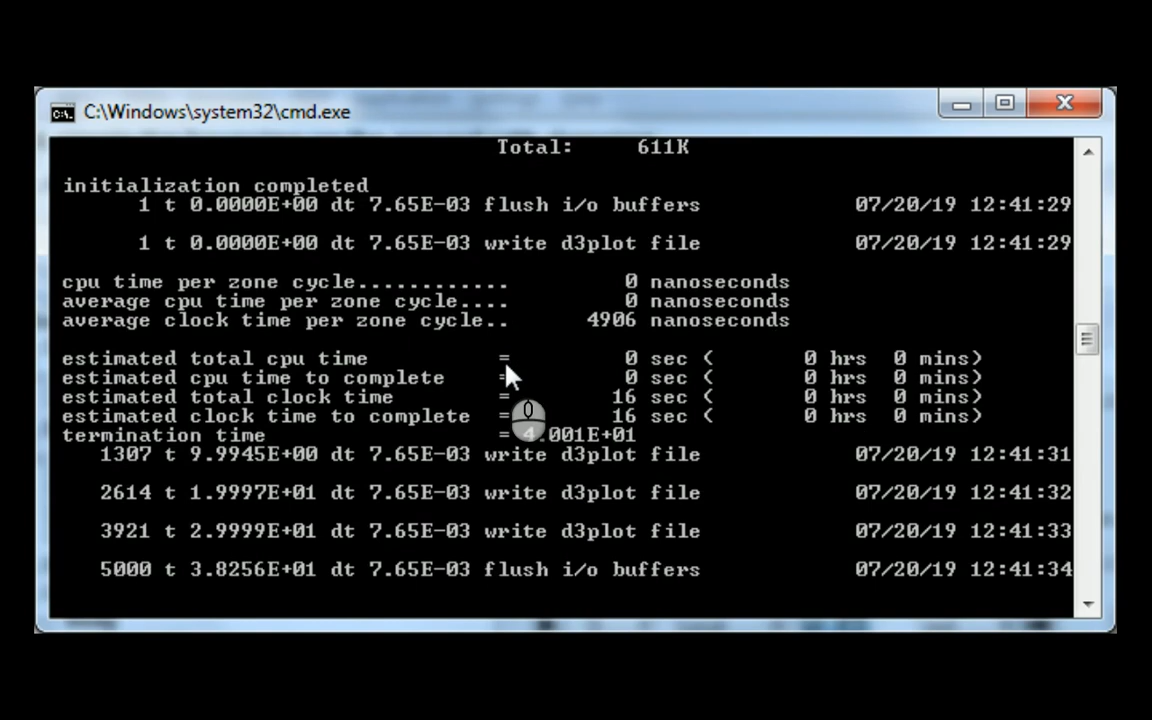 C:\Windows\system32\cmd.exe
Total: 611K
initialization completed
1 t 0.0000E+00 dt 7.65E-03 flush i/o buffers 07/20/19 12:41:29
1 t 0.0000E+00 dt 7.65E-03 write d3plot file 07/20/19 12:41:29
cpu time per zone cycle............ 0 nanoseconds
average cpu time per zone cycle.... 0 nanoseconds
average clock time per zone cycle.. 4906 nanoseconds
estimated total cpu time = 0 sec ( 0 hrs 0 mins)
estimated cpu time to complete = 0 sec ( 0 hrs 0 mins)
estimated total clock time = 16 sec ( 0 hrs 0 mins)
estimated clock time to complete = 16 sec ( 0 hrs 0 mins)
termination time = 4.001E+01
1307 t 9.9945E+00 dt 7.65E-03 write d3plot file 07/20/19 12:41:31
2614 t 1.9997E+01 dt 7.65E-03 write d3plot file 07/20/19 12:41:32
3921 t 2.9999E+01 dt 7.65E-03 write d3plot file 07/20/19 12:41:33
5000 t 3.8256E+01 dt 7.65E-03 flush i/o buffers 07/20/19 12:41:34